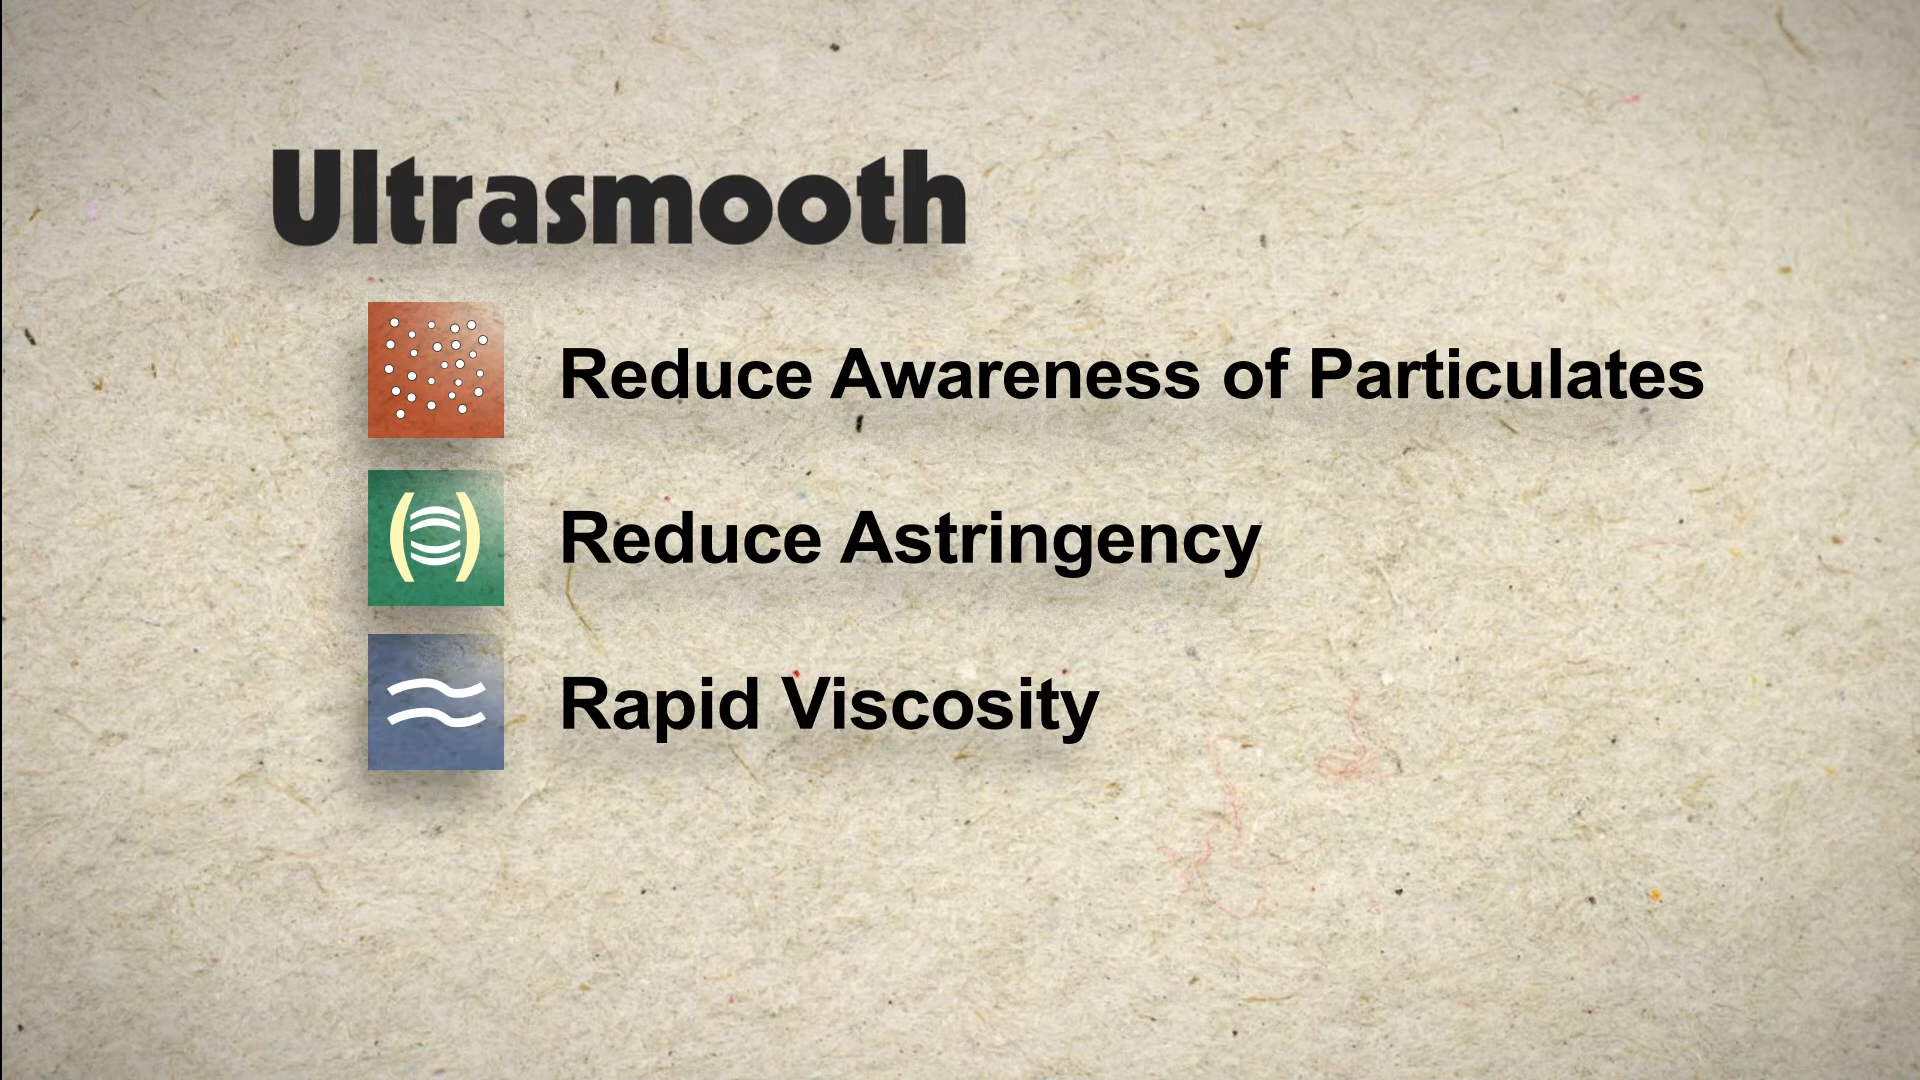 Ultrasmooth
Reduce Awareness of Particulates
Reduce Astringency
Rapid Viscosity